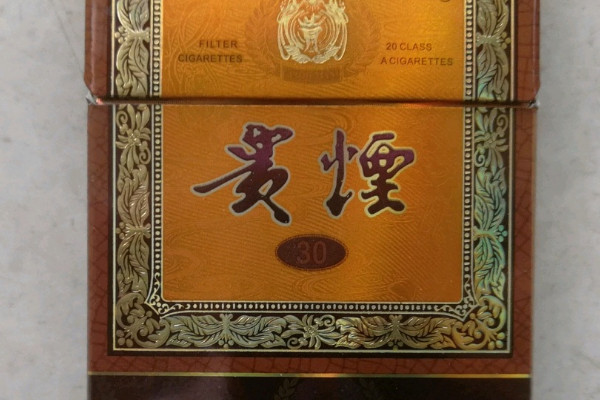 FILTER
CIGARETTES
20 CLASS
A CIGARETTES
贵煙
30